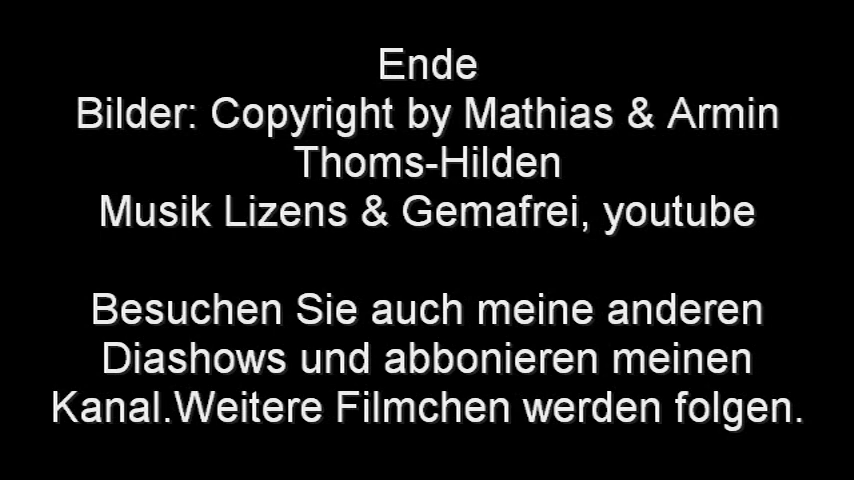 Ende
Bilder: Copyright by Mathias & Armin
Thoms-Hilden
Musik Lizens & Gemafrei, youtube
Besuchen Sie auch meine anderen
Diashows und abbonieren meinen
Kanal.Weitere Filmchen werden folgen.